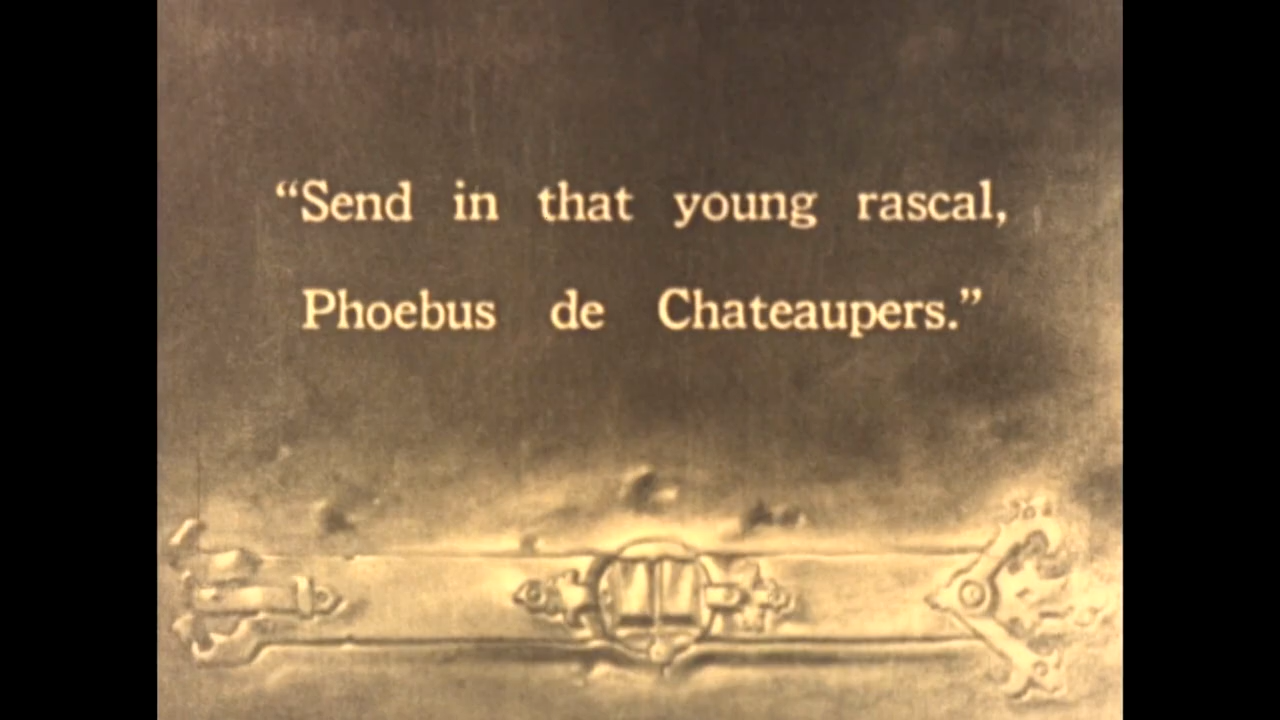 “Send in that young rascal,
Phoebus de Chateaupers.”